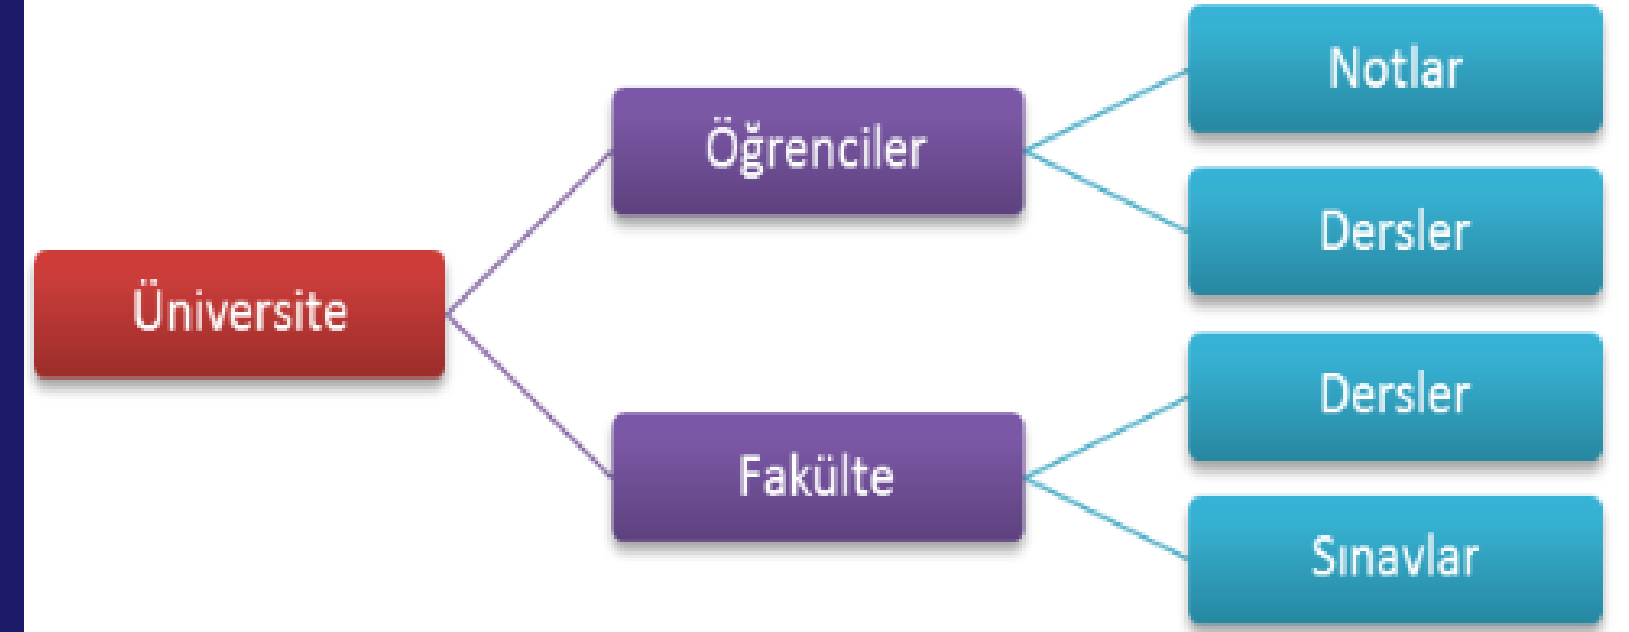 Üniversite
Öğrenciler
Notlar
Dersler
Fakülte
Dersler
Sınavlar